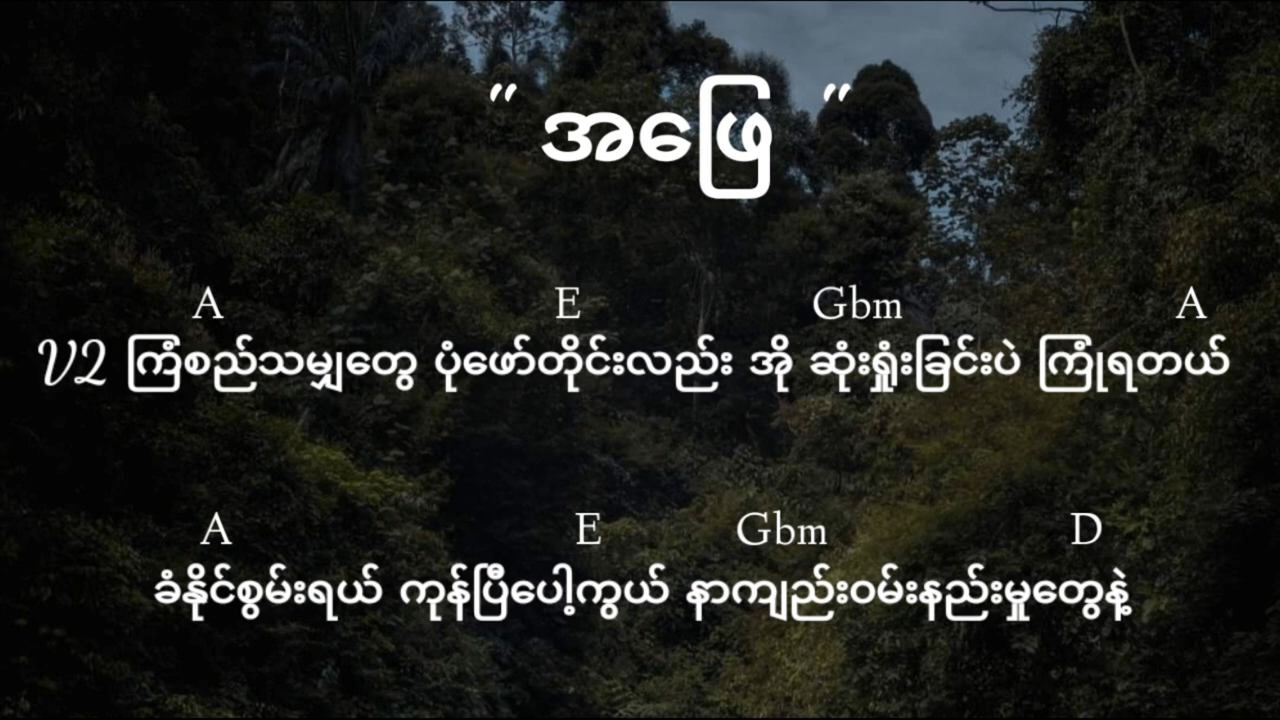 " အဖြေ "
A E Gbm A
V2 ကြံစည်သမျှတွေ ပုံဖော်တိုင်းလည်း အို ဆုံးရှုံးခြင်းပဲ ကြုံရတယ်
A E Gbm D
ခံနိုင်စွမ်းရယ် ကုန်ပြီပေါ့ကွယ် နာကျည်းဝမ်းနည်းမှုတွေနဲ့